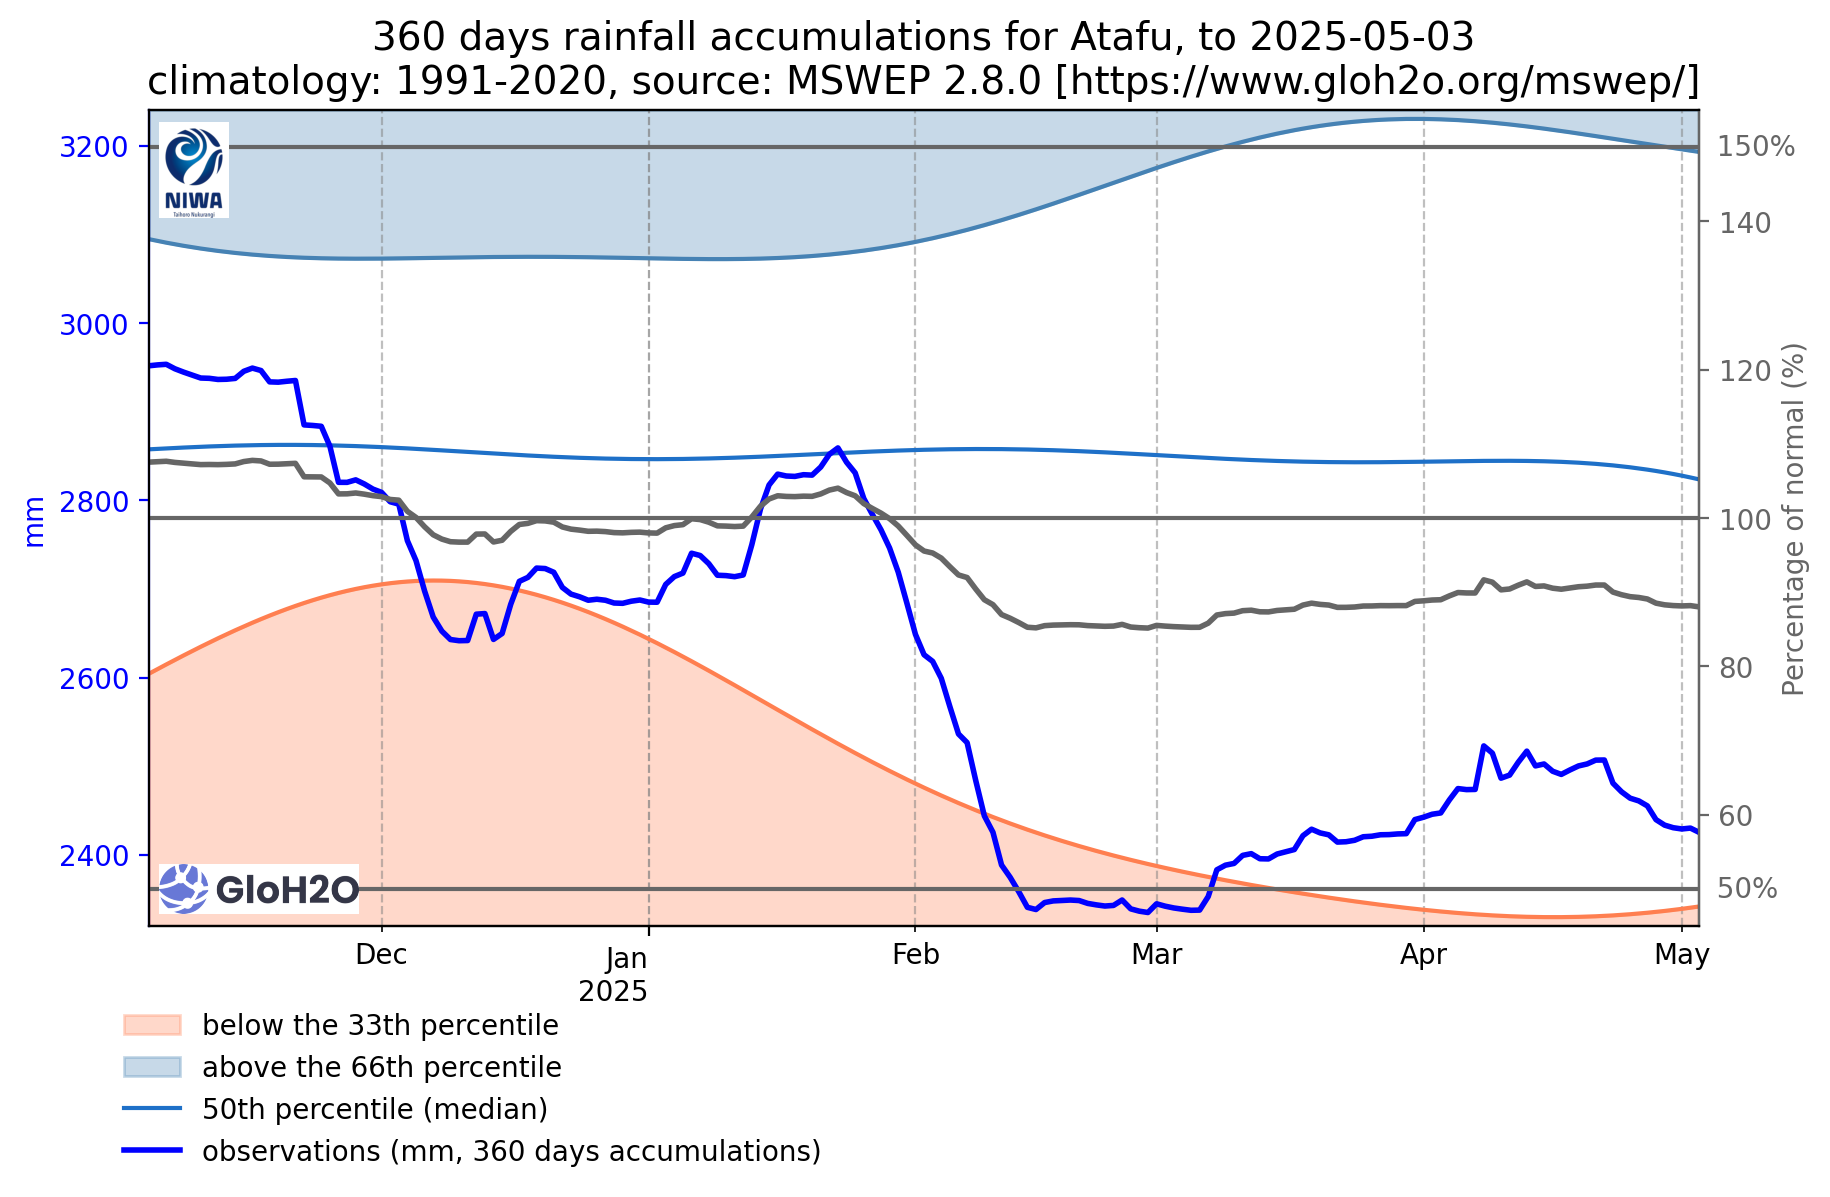 360 days rainfall accumulations for Atafu, to 2025-05-03
climatology: 1991-2020, source: MSWEP 2.8.0 [https://www.gloh2o.org/mswep/]
NIWA
Taihoro Nukurangi
3200
3000
2800
2600
2400
mm
150%
140
120
100
80
60
50%
Percentage of normal (%)
GloH2O
Dec
Jan
2025
Feb
Mar
Apr
May
below the 33th percentile
above the 66th percentile
50th percentile (median)
observations (mm, 360 days accumulations)